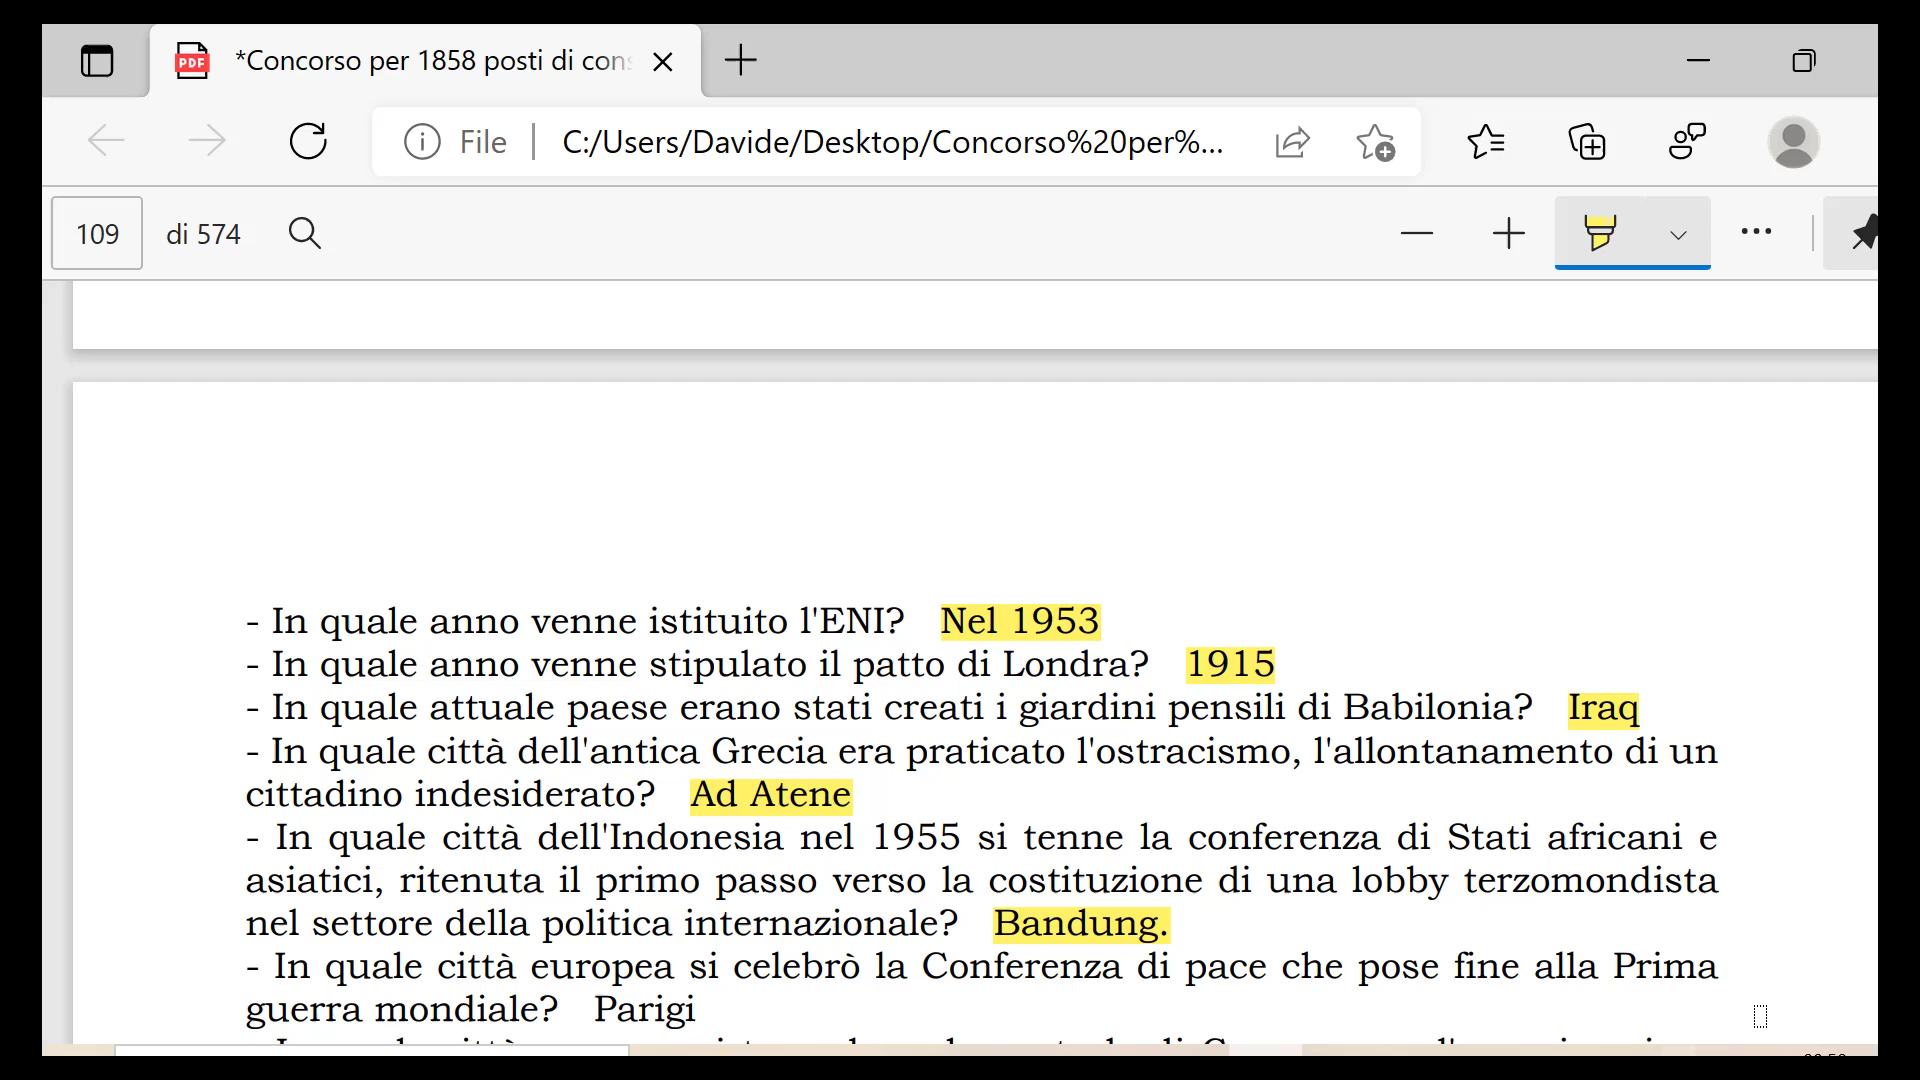 PDF *Concorso per 1858 posti di con
File C:/Users/Davide/Desktop/Concorso%20per%...
109 di 574
- In quale anno venne istituito l'ENI? Nel 1953
- In quale anno venne stipulato il patto di Londra? 1915
- In quale attuale paese erano stati creati i giardini pensili di Babilonia? Iraq
- In quale città dell'antica Grecia era praticato l'ostracismo, l'allontanamento di un
cittadino indesiderato? Ad Atene
- In quale città dell'Indonesia nel 1955 si tenne la conferenza di Stati africani e
asiatici, ritenuta il primo passo verso la costituzione di una lobby terzomondista
nel settore della politica internazionale? Bandung.
- In quale città europea si celebrò la Conferenza di pace che pose fine alla Prima
guerra mondiale? Parigi